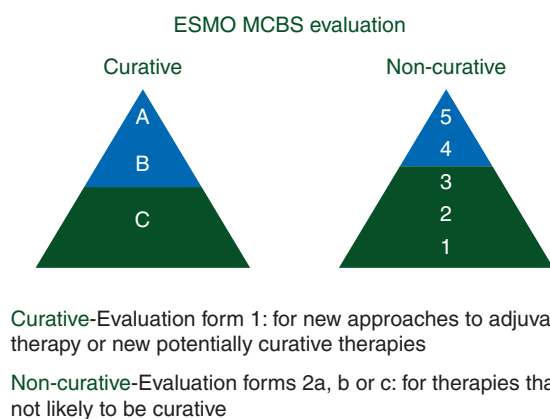 ESMO MCBS evaluation
Curative
Non-curative
A
B
C
5
4
3
2
1
Curative-Evaluation form 1: for new approaches to adjuva
therapy or new potentially curative therapies
Non-curative-Evaluation forms 2a, b or c: for therapies tha
not likely to be curative